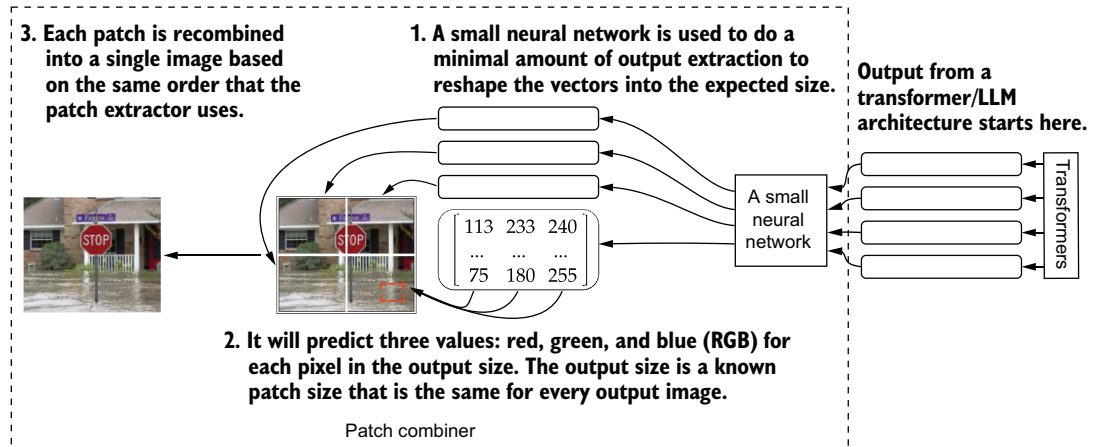 3. Each patch is recombined
into a single image based
on the same order that the
patch extractor uses.
1. A small neural network is used to do a
minimal amount of output extraction to
reshape the vectors into the expected size.
Output from a
transformer/LLM
architecture starts here.
Transformers
A small
neural
network
STOP
STOP
113 233 240
... ... ...
75 180 255
2. It will predict three values: red, green, and blue (RGB) for
each pixel in the output size. The output size is a known
patch size that is the same for every output image.
Patch combiner